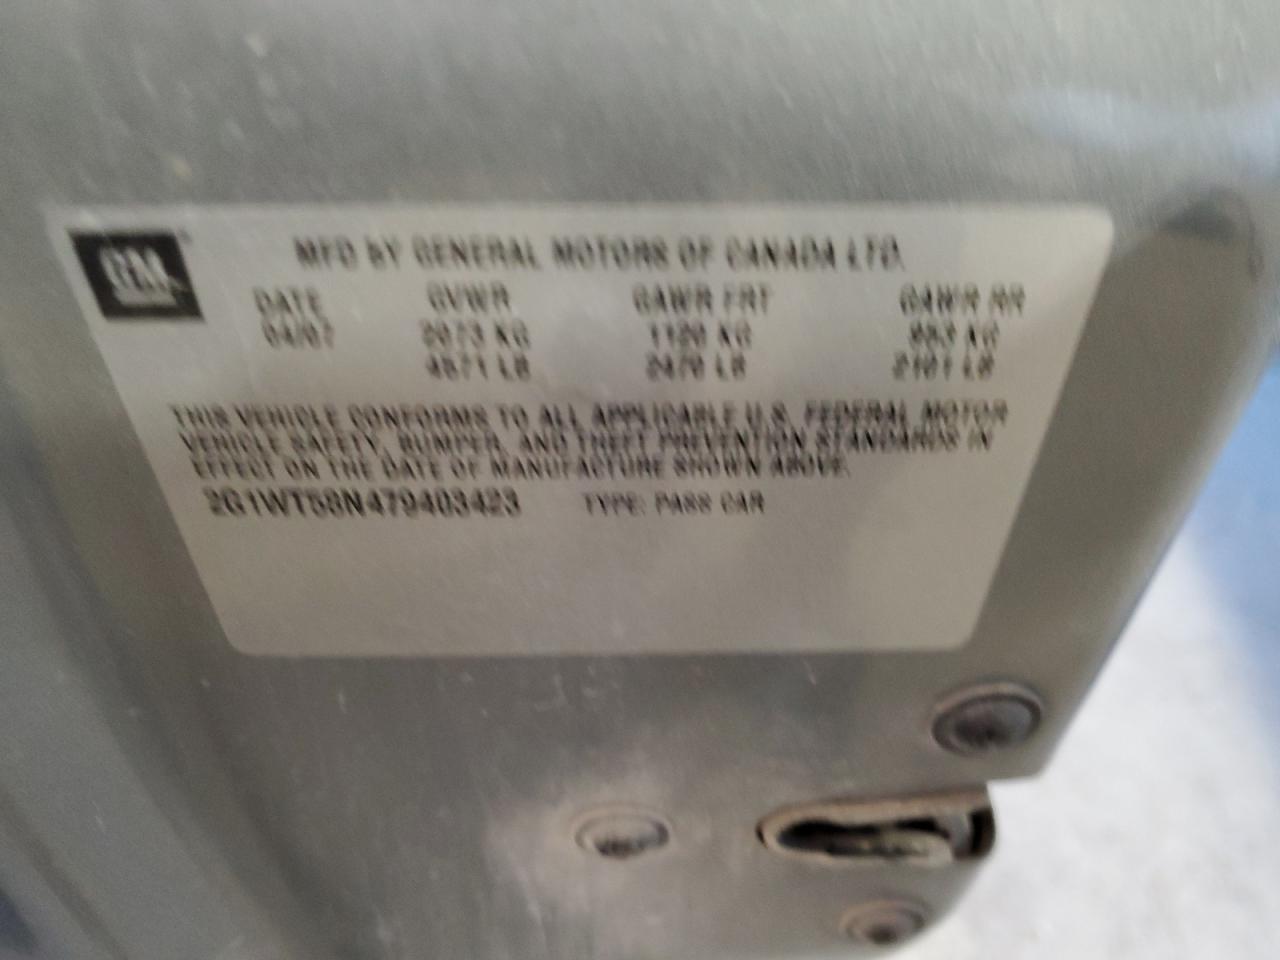 GM
MFD BY GENERAL MOTORS OF CANADA LTD.
DATE GVWR GAWR FRT GAWR RR
04/07 2073 KG 1120 KG 953 KG
4571 LB 2470 LB 2101 LB
THIS VEHICLE CONFORMS TO ALL APPLICABLE U.S. FEDERAL MOTOR
VEHICLE SAFETY, BUMPER, AND THEFT PREVENTION STANDARDS IN
EFFECT ON THE DATE OF MANUFACTURE SHOWN ABOVE.
2G1WT58N479403423 TYPE: PASS CAR